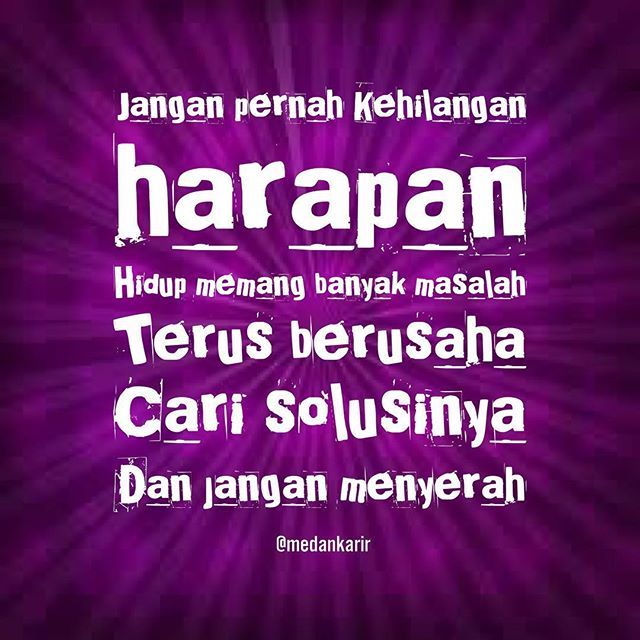 Jangan pernah Kehilangan
harapan
Hidup memang banyak masalah
Terus berusaha
Cari solusinya
Dan jangan menyerah
@medankarir